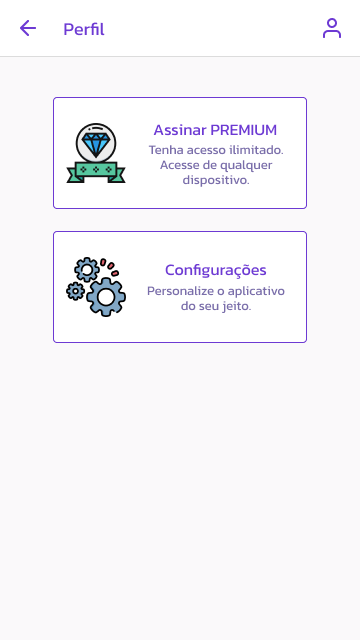 Perfil
Assinar PREMIUM
Tenha acesso ilimitado.
Acesse de qualquer
dispositivo.
Configurações
Personalize o aplicativo
do seu jeito.